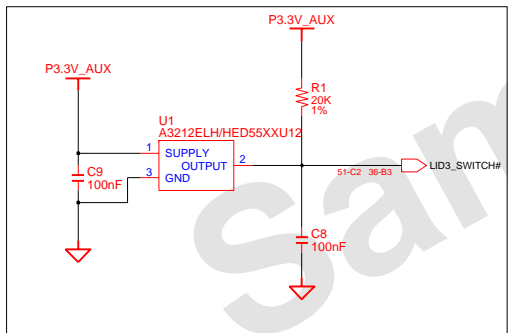 P3.3V_AUX
P3.3V_AUX
R1
20K
1%
U1
A3212ELH/HED55XXU12
1
SUPPLY
OUTPUT
2
3
GND
C9
100nF
51-C2 36-B3
LID3_SWITCH#
C8
100nF
Sam